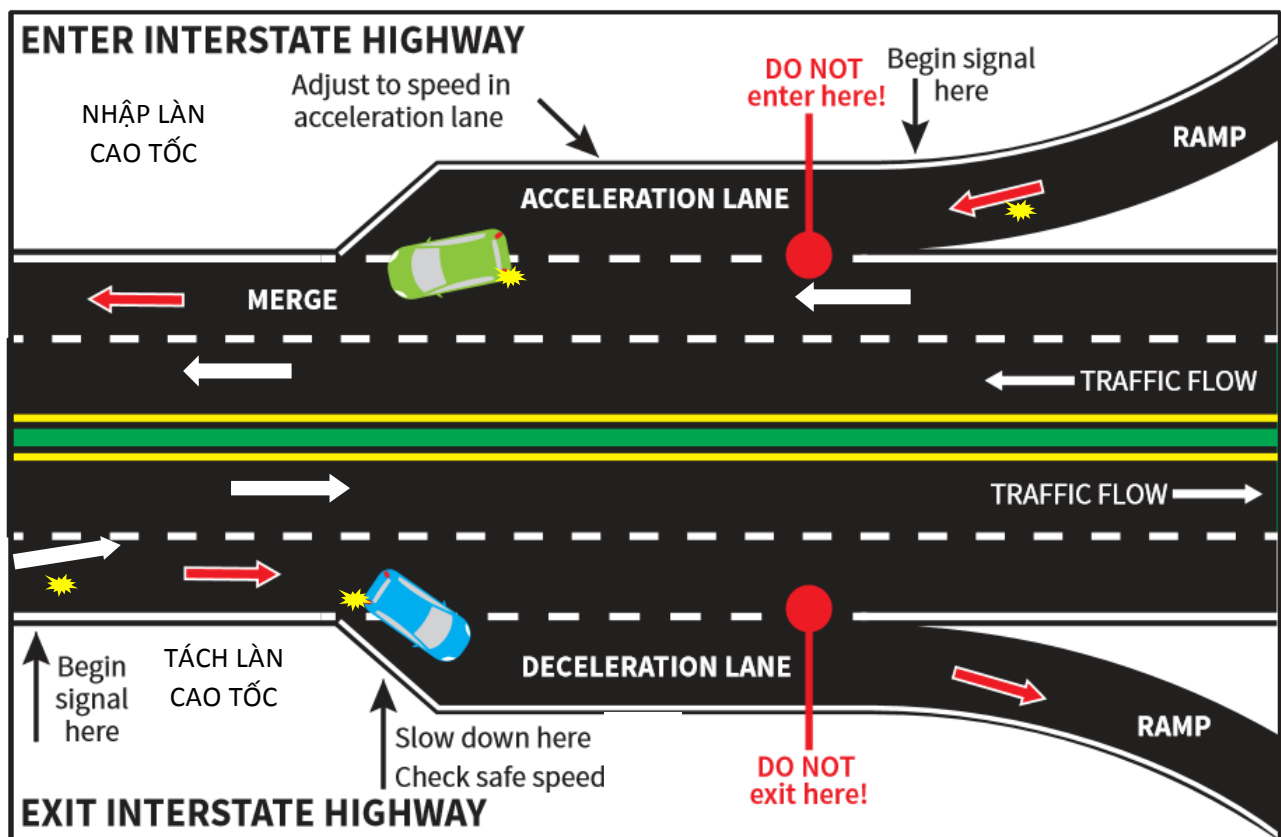 ENTER INTERSTATE HIGHWAY
NHẬP LÀN
CAO TỐC
Adjust to speed in
acceleration lane
DO NOT
enter here!
Begin signal
here
RAMP
ACCELERATION LANE
MERGE
TRAFFIC FLOW
TRAFFIC FLOW
Begin
signal
here
TÁCH LÀN
CAO TỐC
DECELERATION LANE
Slow down here
Check safe speed
RAMP
DO NOT
exit here!
EXIT INTERSTATE HIGHWAY